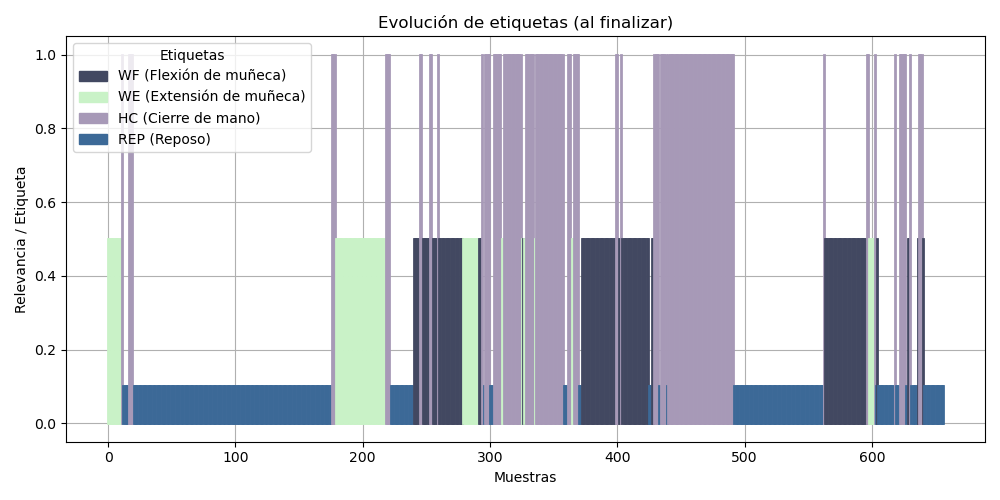 Evolución de etiquetas (al finalizar)
Etiquetas
WF (Flexión de muñeca)
WE (Extensión de muñeca)
HC (Cierre de mano)
REP (Reposo)
Relevancia / Etiqueta
1.0
0.8
0.6
0.4
0.2
0.0
0 100 200 300 400 500 600
Muestras